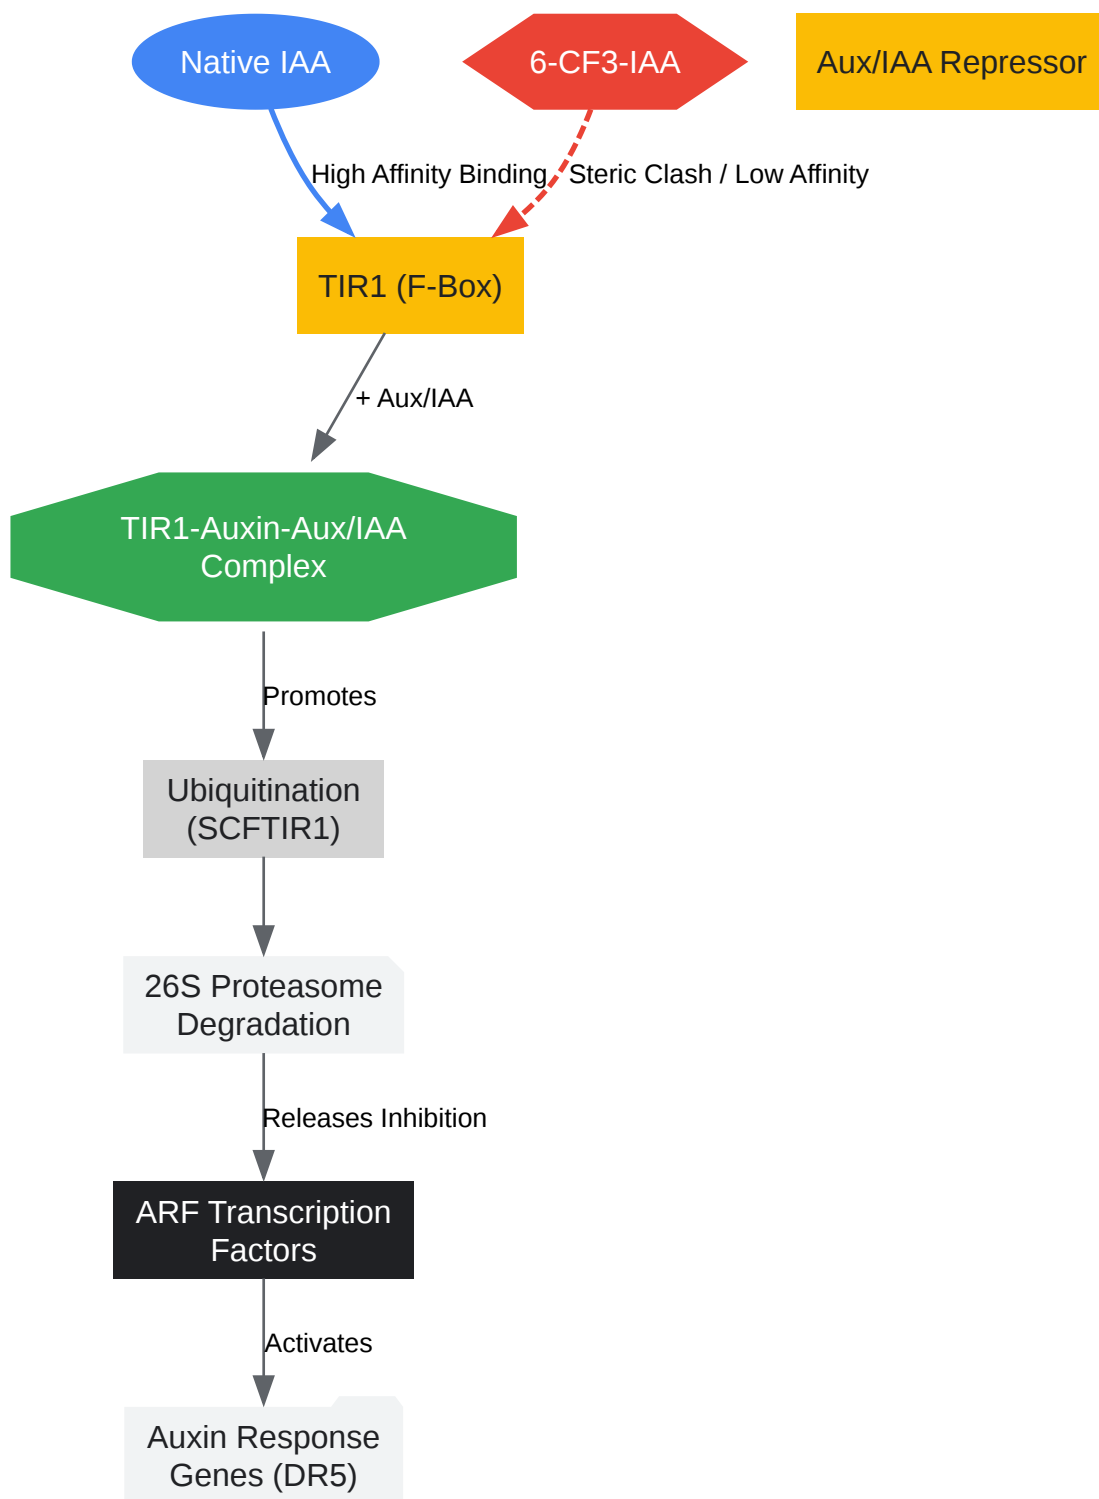 Native IAA
6-CF3-IAA
Aux/IAA Repressor
High Affinity Binding
Steric Clash / Low Affinity
TIR1 (F-Box)
+ Aux/IAA
TIR1-Auxin-Aux/IAA
Complex
Promotes
Ubiquitination
(SCFTIR1)
26S Proteasome
Degradation
Releases Inhibition
ARF Transcription
Factors
Activates
Auxin Response
Genes (DR5)